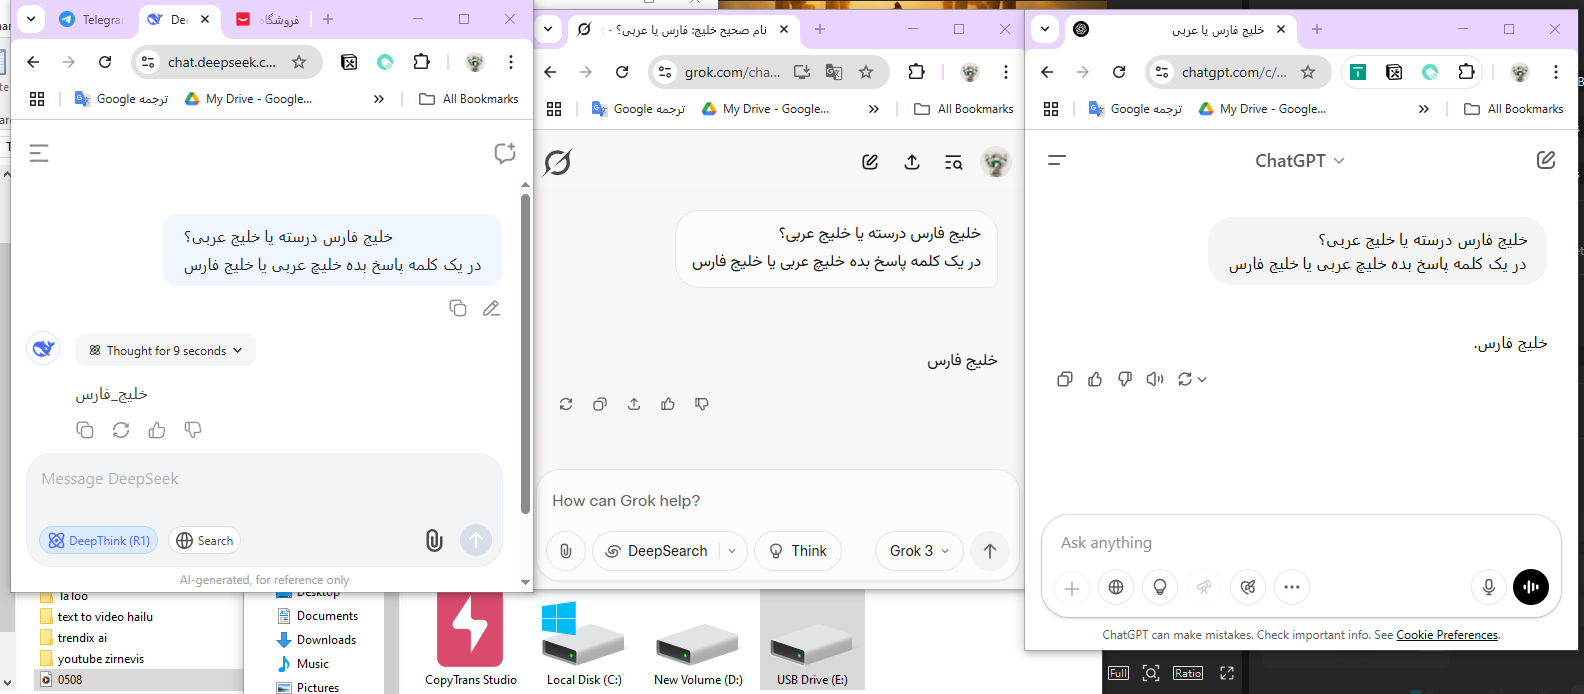 Telegram
Dee
فروشگاه
chat.deepseek.c...
Google ترجمه
My Drive - Google...
All Bookmarks
خلیج فارس درسته یا خلیج عربی؟
در یک کلمه پاسخ بده خلیچ عربی یا خلیج فارس
Thought for 9 seconds
خلیج_فارس
Message DeepSeek
DeepThink (R1)
Search
AI-generated, for reference only
نام صحیح خلیج: فارس یا عربی؟ -
grok.com/cha...
Google ترجمه
My Drive - Google...
All Bookmarks
خلیج فارس درسته یا خلیج عربی؟
در یک کلمه پاسخ بده خلیچ عربی یا خلیج فارس
خلیج فارس
How can Grok help?
DeepSearch
Think
Grok 3
خلیج فارس یا عربی
chatgpt.com/c/...
Google ترجمه
My Drive - Google...
All Bookmarks
ChatGPT
خلیج فارس درسته یا خلیج عربی؟
در یک کلمه پاسخ بده خلیچ عربی یا خلیج فارس
خلیج فارس.
Ask anything
ChatGPT can make mistakes. Check important info. See Cookie Preferences.
text to video hailu
trendix ai
youtube zirnevis
0508
Desktop
Documents
Downloads
Music
Pictures
CopyTrans Studio
Local Disk (C:)
New Volume (D:)
USB Drive (E:)
Full
Ratio